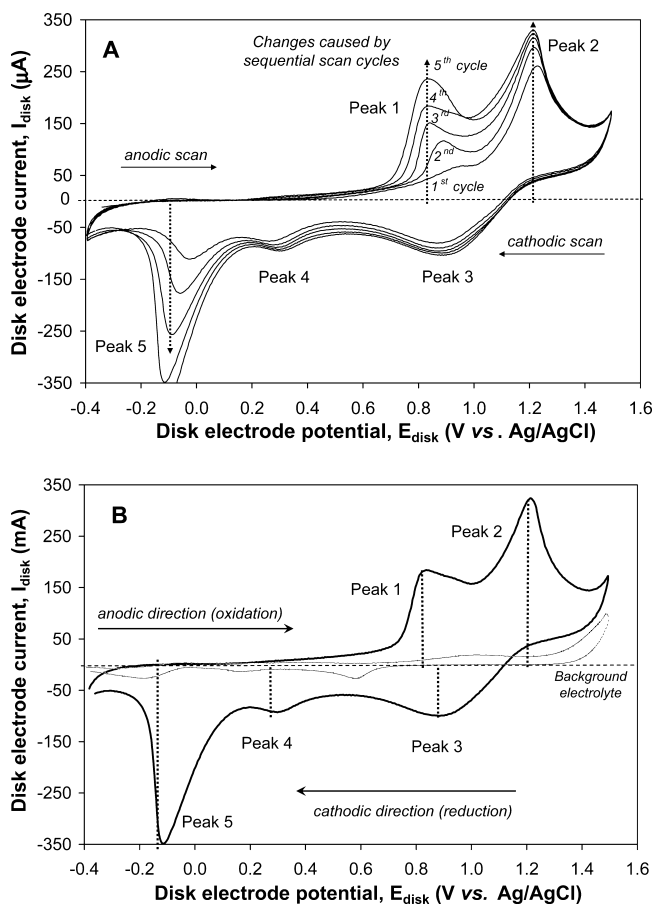 A
Changes caused by
sequential scan cycles
Peak 2
Peak 1
5th cycle
4th
3rd
2nd
1st cycle
anodic scan
cathodic scan
Peak 4
Peak 3
Peak 5
350
300
250
200
150
100
50
0
-50
-100
-150
-200
-250
-300
-350
Disk electrode current, Idisk (µA)
-0.4 -0.2 0.0 0.2 0.4 0.6 0.8 1.0 1.2 1.4 1.6
Disk electrode potential, Edisk (V vs. Ag/AgCl)
B
Peak 2
Peak 1
anodic direction (oxidation)
Background
electrolyte
Peak 4
Peak 3
cathodic direction (reduction)
Peak 5
350
250
150
50
-50
-150
-250
-350
Disk electrode current, Idisk (mA)
-0.4 -0.2 0.0 0.2 0.4 0.6 0.8 1.0 1.2 1.4 1.6
Disk electrode potential, Edisk (V vs. Ag/AgCl)